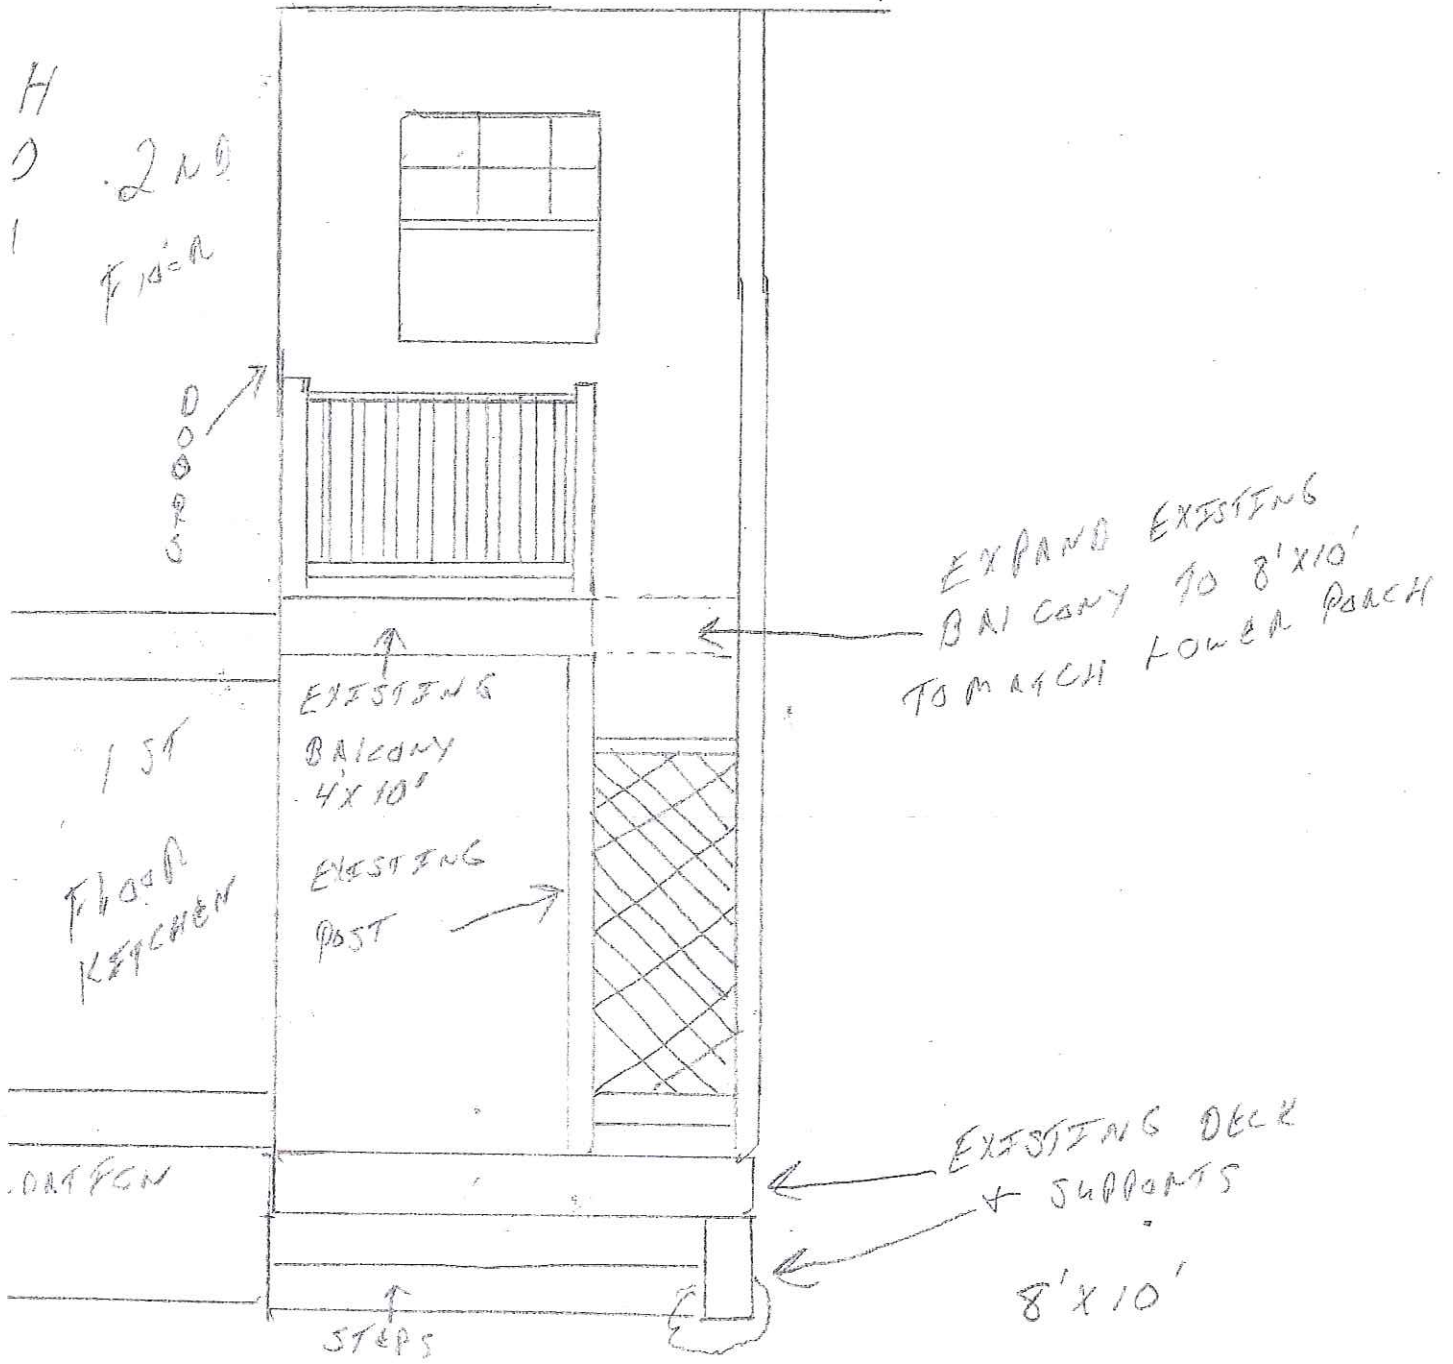 H
2ND
FLOOR
DOORS
EXPAND EXISTING
BALCONY TO 8'X10'
TO MATCH LOWER PORCH
EXISTING
BALCONY
4'X10'
1ST
EXISTING
POST
FLOOR
KITCHEN
EXISTING DECK
+ SUPPORTS
8'X10'
STEPS